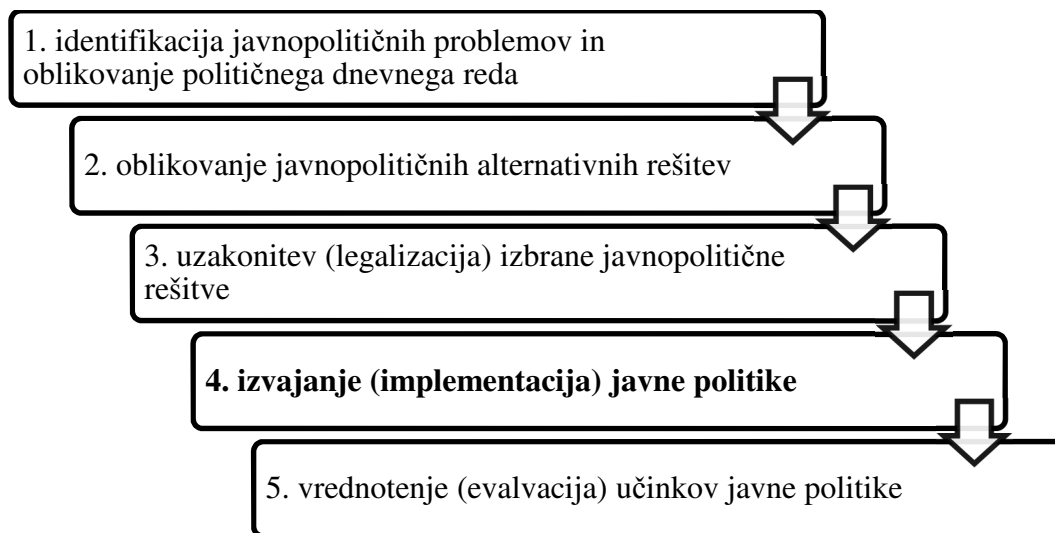 1. identifikacija javnopolitičnih problemov in
oblikovanje političnega dnevnega reda
2. oblikovanje javnopolitičnih alternativnih rešitev
3. uzakonitev (legalizacija) izbrane javnopolitične
rešitve
4. izvajanje (implementacija) javne politike
5. vrednotenje (evalvacija) učinkov javne politike